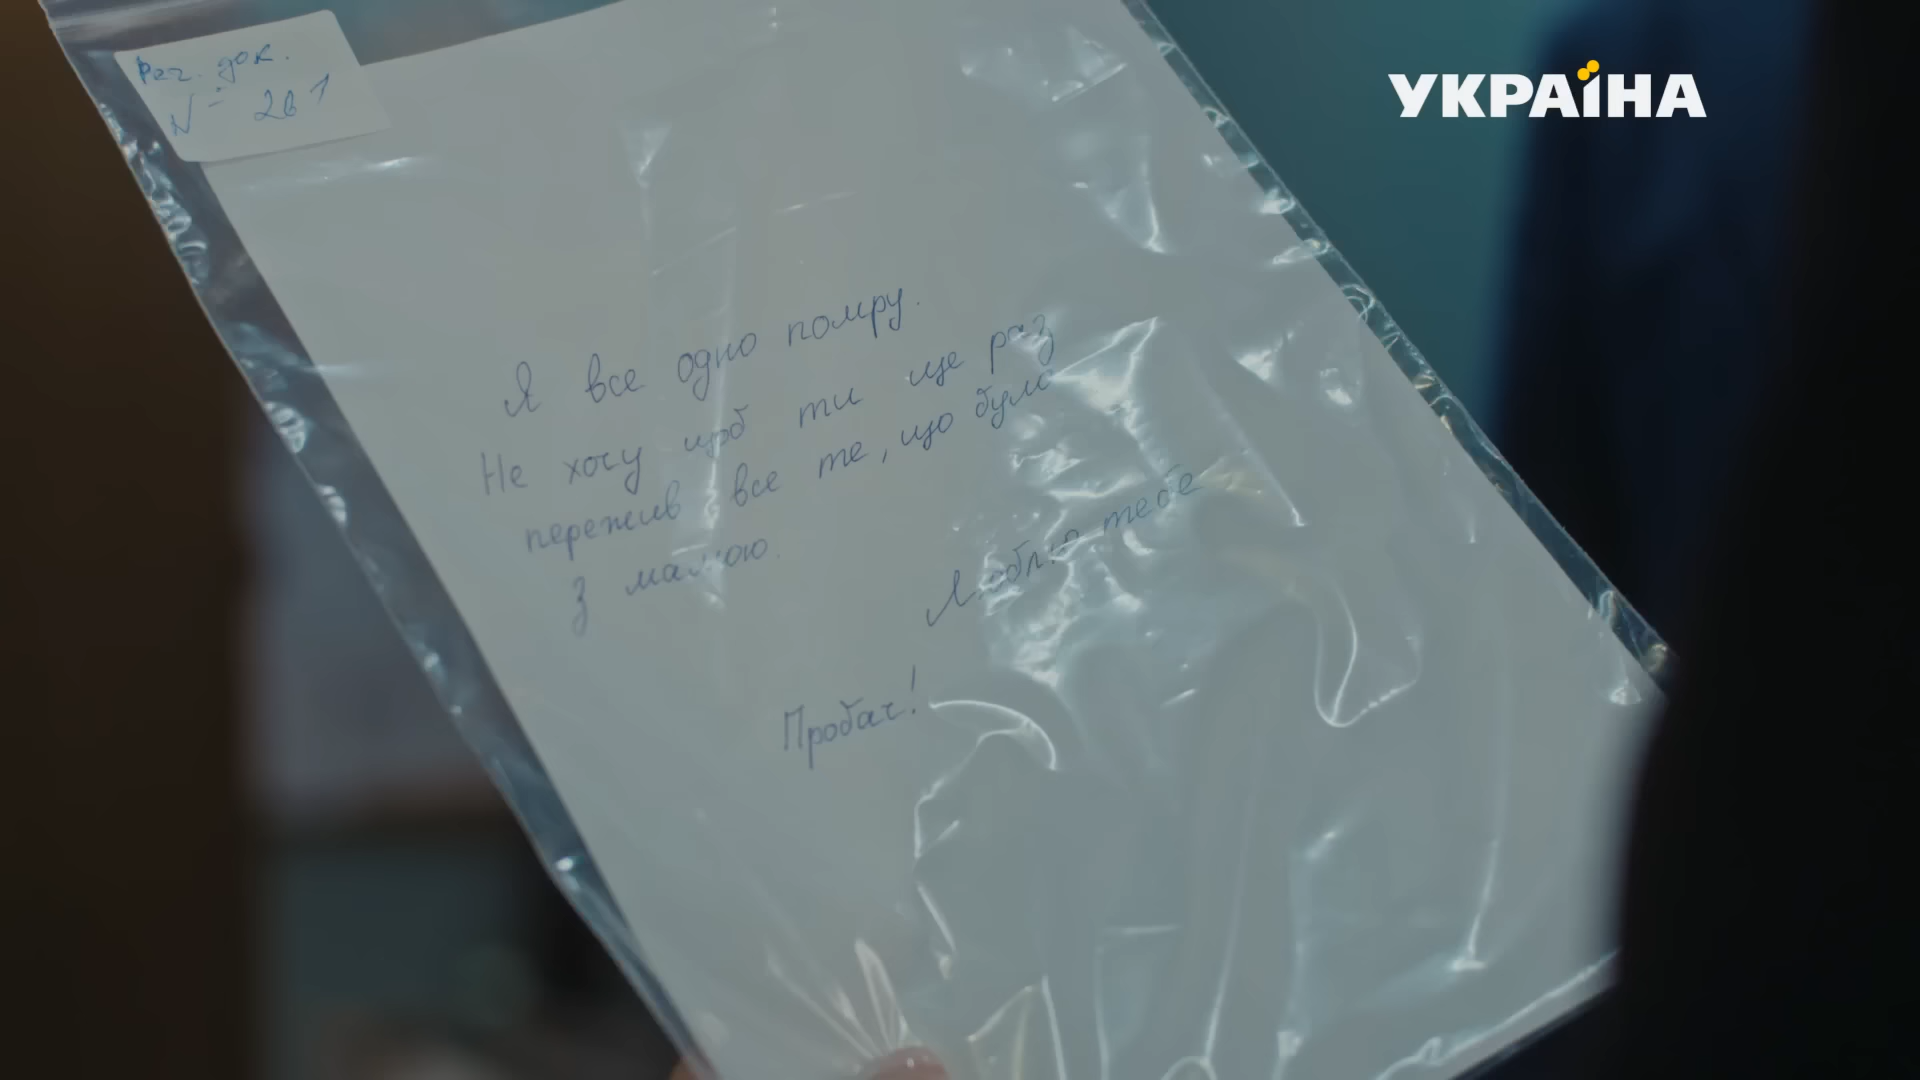 Реч. док.
№ 261
УКРАЇНА
Я все одно помру.
Не хочу щоб ти ще раз
пережив все те, що було
з мамою.
Люблю тебе
Пробач!